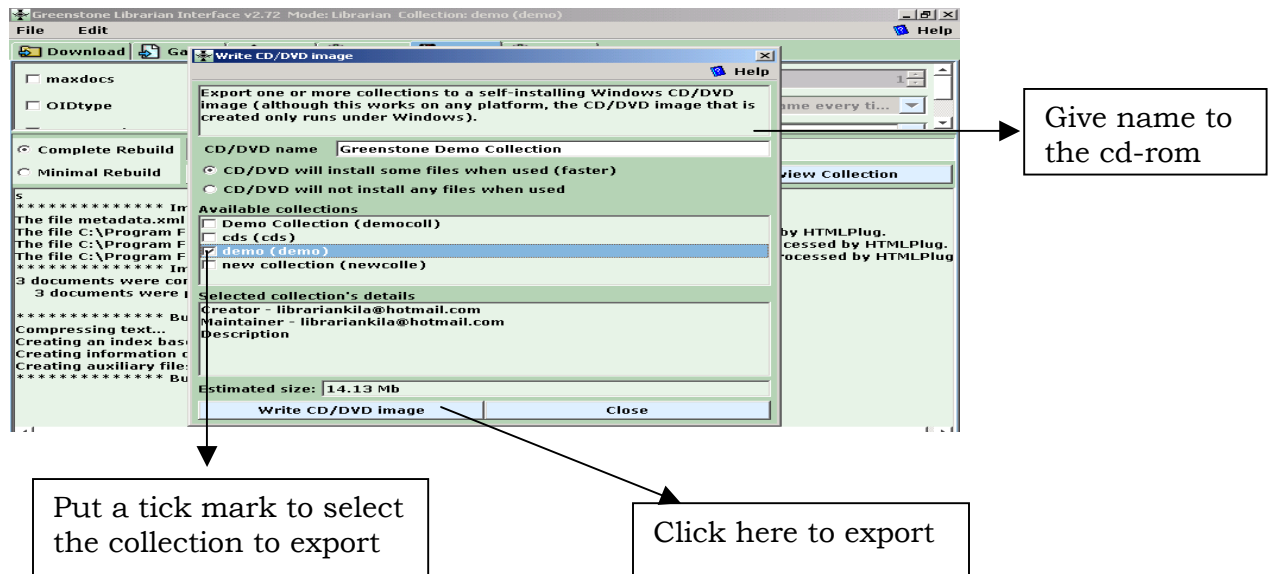 Greenstone Librarian Interface v2.72 Mode: Librarian Collection: demo (demo)
File Edit Help
Download
Write CD/DVD image
Help
maxdocs
1
OIDtype
Export one or more collections to a self-installing Windows CD/DVD
image (although this works on any platform, the CD/DVD image that is
created only runs under Windows).
Give name to
the cd-rom
Complete Rebuild
CD/DVD name Greenstone Demo Collection
Minimal Rebuild
CD/DVD will install some files when used (faster)
Collection
CD/DVD will not install any files when used
s
Available collections
************** Im
The file metadata.xml
Demo Collection (democoll)
The file C:\Program F
cds (cds)
by HTMLPlug.
The file C:\Program F
demo (demo)
cessed by HTMLPlug.
The file C:\Program F
new collection (newcolle)
ocessed by HTMLPlug
************** Im
3 documents were cor
3 documents were
Selected collection's details
Creator - librariankila@hotmail.com
Maintainer - librariankila@hotmail.com
Description
************** Bu
Compressing text...
Creating an index bas
Creating information c
Creating auxiliary file
************** Bu
Estimated size: 14.13 Mb
Write CD/DVD image Close
Put a tick mark to select
the collection to export
Click here to export